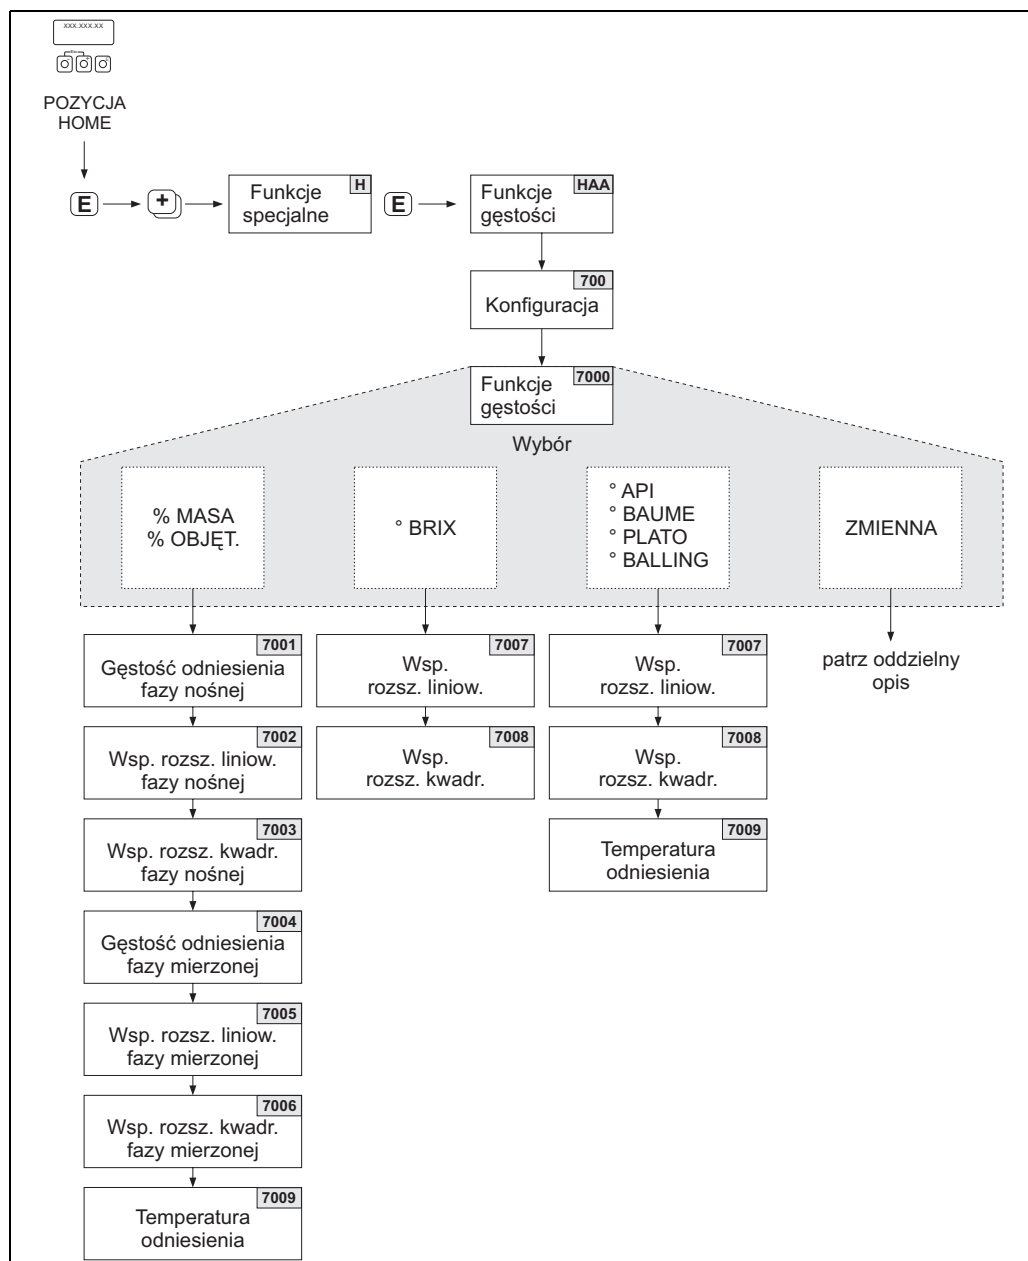 XXX.XXX.XX
POZYCJA
HOME
E
+
H
Funkcje
specjalne
E
HAA
Funkcje
gęstości
700
Konfiguracja
7000
Funkcje
gęstości
Wybór
% MASA
% OBJĘT.
° BRIX
° API
° BAUME
° PLATO
° BALLING
ZMIENNA
7001
Gęstość odniesienia
fazy nośnej
7002
Wsp. rozsz. liniow.
fazy nośnej
7003
Wsp. rozsz. kwadr.
fazy nośnej
7004
Gęstość odniesienia
fazy mierzonej
7005
Wsp. rozsz. liniow.
fazy mierzonej
7006
Wsp. rozsz. kwadr.
fazy mierzonej
7009
Temperatura
odniesienia
7007
Wsp.
rozsz. liniow.
7008
Wsp.
rozsz. kwadr.
7007
Wsp.
rozsz. liniow.
7008
Wsp.
rozsz. kwadr.
7009
Temperatura
odniesienia
patrz oddzielny
opis